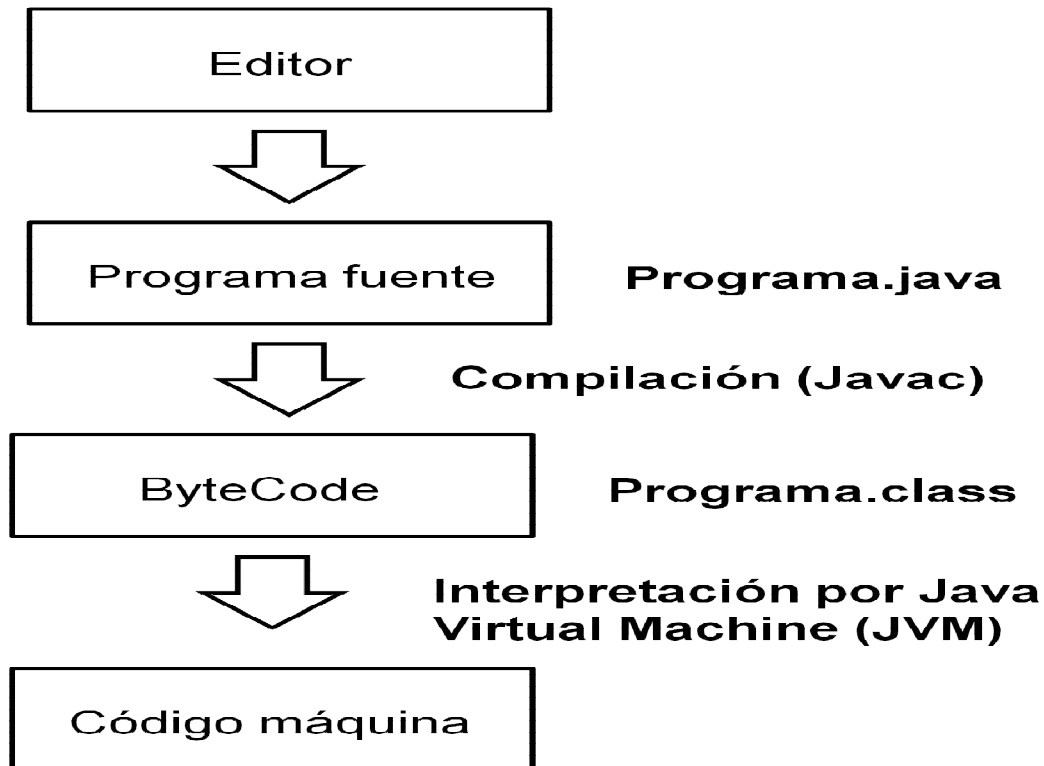 Editor
Programa fuente
Programa.java
Compilación (Javac)
ByteCode
Programa.class
Interpretación por Java
Virtual Machine (JVM)
Código máquina